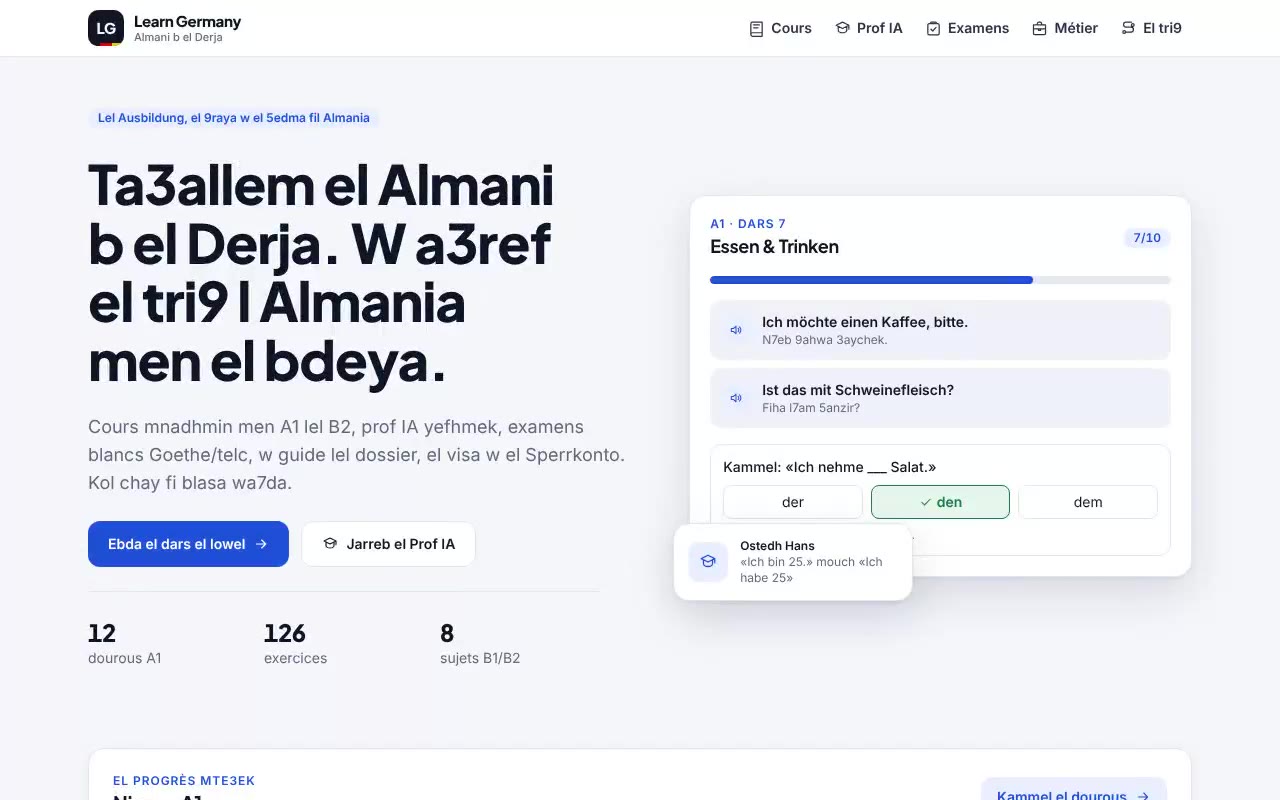 LG
Learn Germany
Almani b el Derja
Cours
Prof IA
Examens
Métier
El tri9
Lel Ausbildung, el 9raya w el 5edma fil Almania
Ta3allem el Almani
b el Derja. W a3ref
el tri9 l Almania
men el bdeya.
Cours mnadhmin men A1 lel B2, prof IA yefhmek, examens
blancs Goethe/telc, w guide lel dossier, el visa w el Sperrkonto.
Kol chay fi blasa wa7da.
Ebda el dars el lowel →
Jarreb el Prof IA
12
dourous A1
126
exercices
8
sujets B1/B2
A1 · DARS 7
Essen & Trinken
7/10
Ich möchte einen Kaffee, bitte.
N7eb 9ahwa 3aychek.
Ist das mit Schweinefleisch?
Fiha l7am 5anzir?
Kammel: «Ich nehme ___ Salat.»
der
✓ den
dem
Ostedh Hans
«Ich bin 25.» mouch «Ich
habe 25»
EL PROGRÈS MTE3EK
Niveau A1
Kammel el dourous →